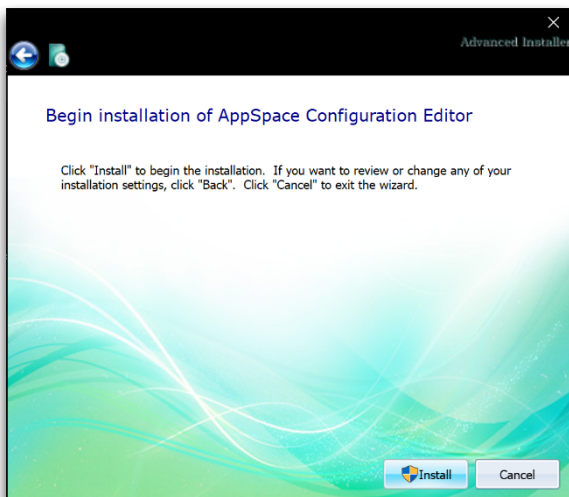 Advanced Installer
Begin installation of AppSpace Configuration Editor
Click "Install" to begin the installation.  If you want to review or change any of your
installation settings, click "Back".  Click "Cancel" to exit the wizard.
Install
Cancel